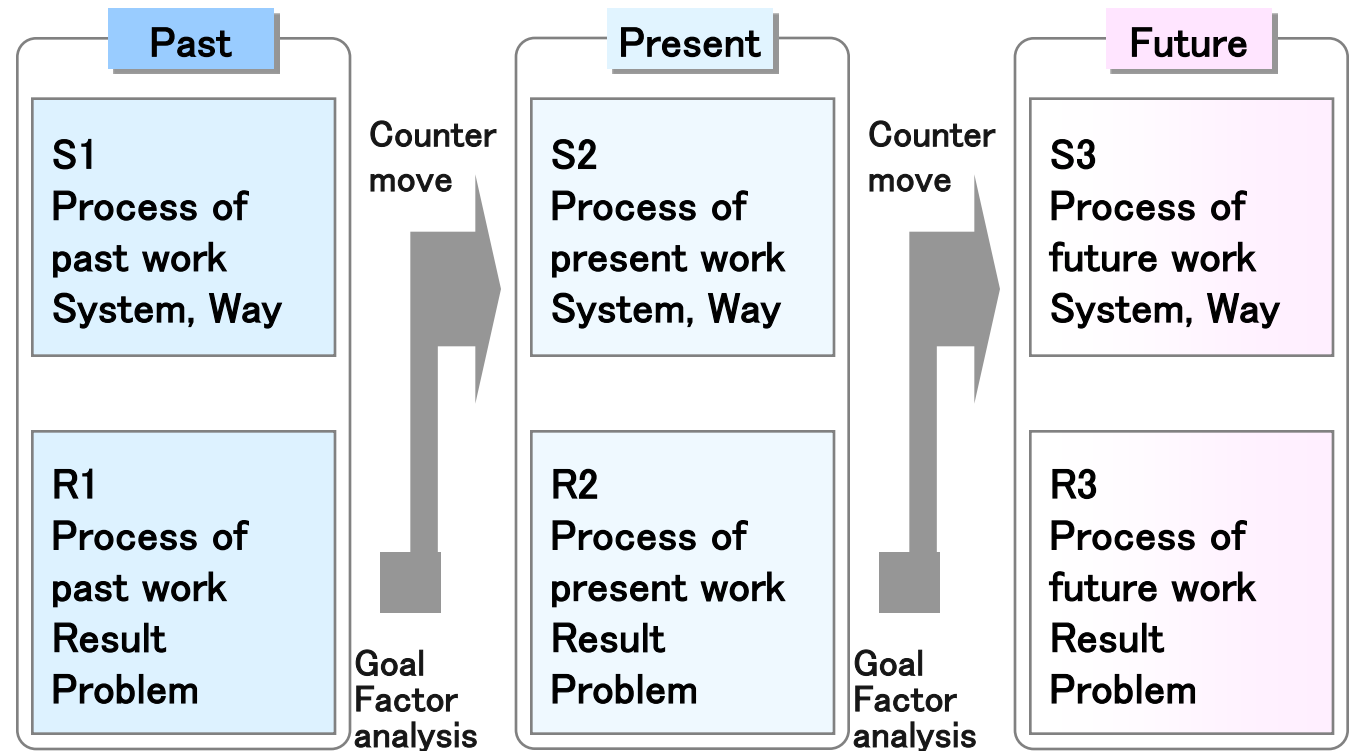 Past
S1
Process of
past work
System, Way
R1
Process of
past work
Result
Problem
Counter
move
Goal
Factor
analysis
Present
S2
Process of
present work
System, Way
R2
Process of
present work
Result
Problem
Counter
move
Goal
Factor
analysis
Future
S3
Process of
future work
System, Way
R3
Process of
future work
Result
Problem